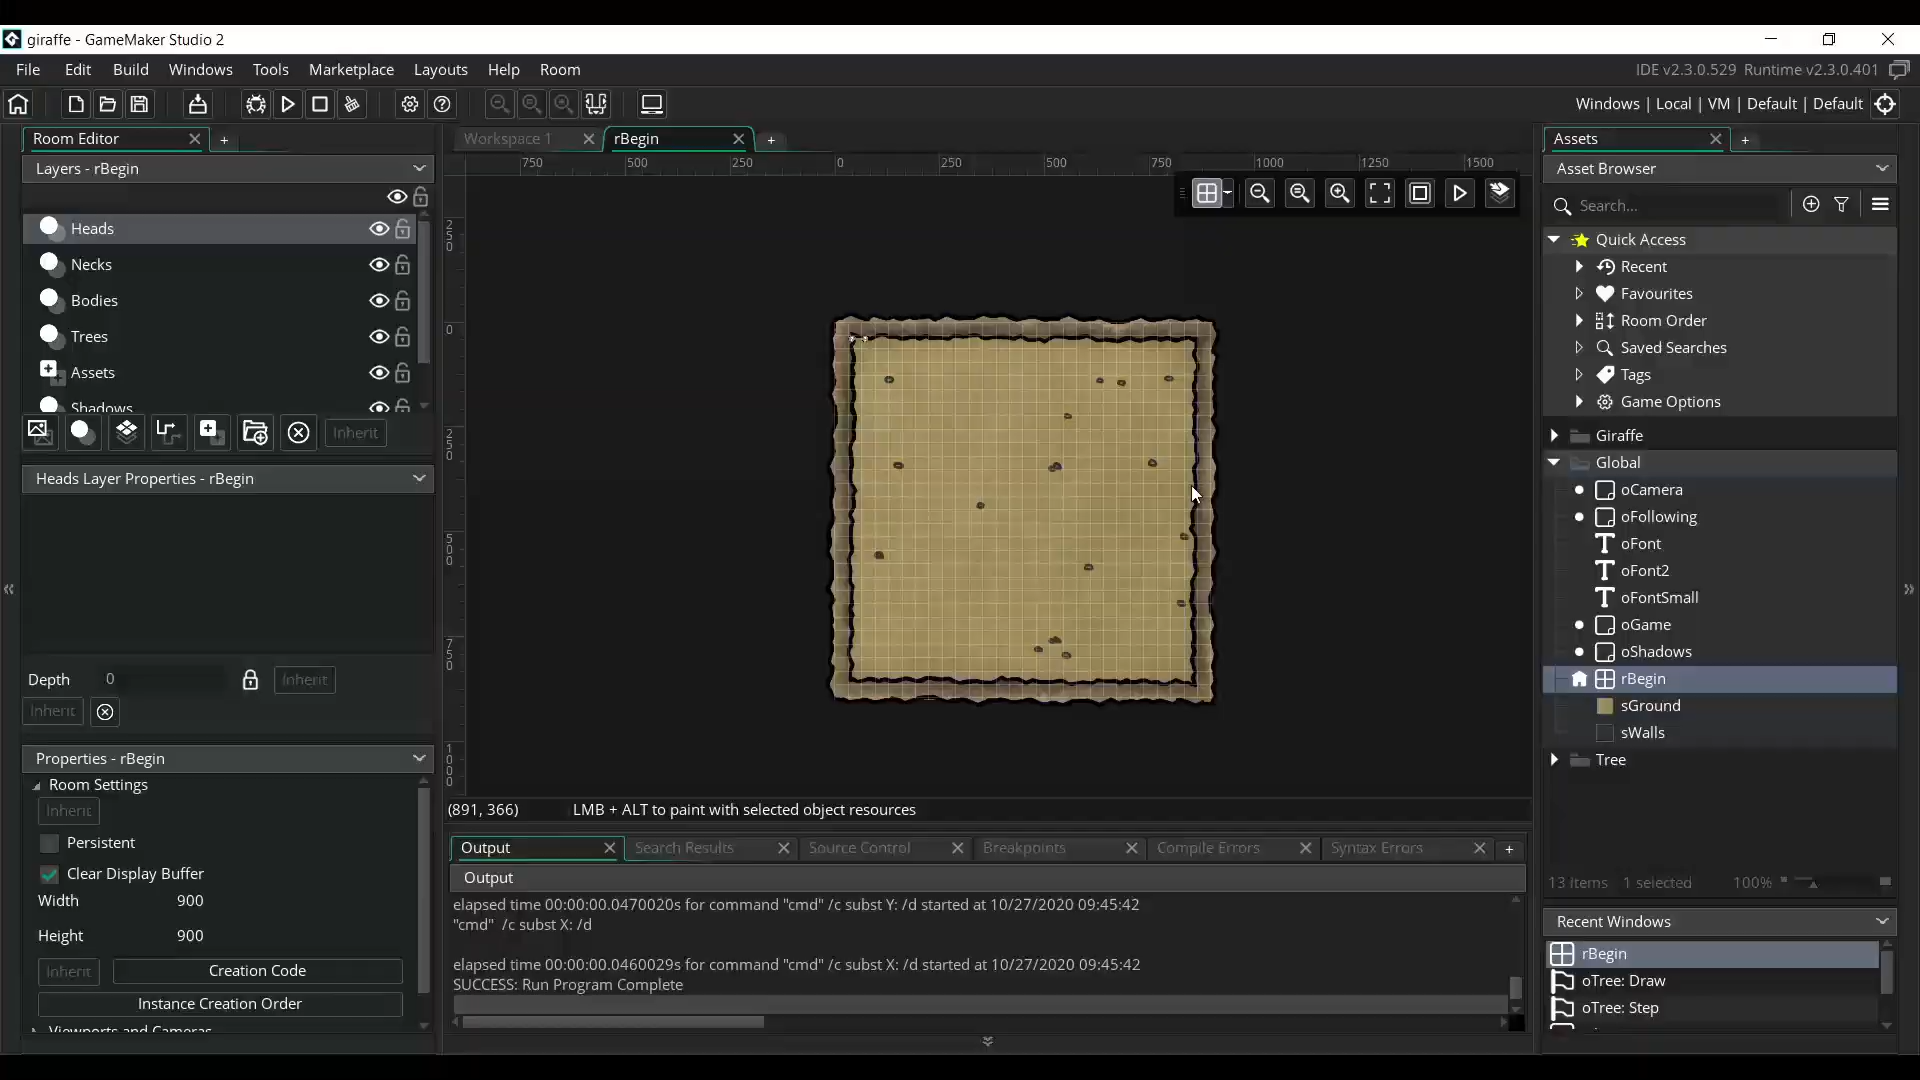 giraffe - GameMaker Studio 2
File Edit Build Windows Tools Marketplace Layouts Help Room
IDE v2.3.0.529 Runtime v2.3.0.401
Windows | Local | VM | Default | Default
Room Editor
Layers - rBegin
Heads
Necks
Bodies
Trees
Assets
Shadows
Inherit
Heads Layer Properties - rBegin
Depth 0 Inherit
Inherit
Properties - rBegin
Room Settings
Inherit
Persistent
Clear Display Buffer
Width 900
Height 900
Inherit Creation Code
Instance Creation Order
Viewports and Cameras
Workspace 1 rBegin
750 500 250 0 250 500 750 1000 1250 1500
250
0
250
500
750
1000
(891, 366) LMB + ALT to paint with selected object resources
Output Search Results Source Control Breakpoints Compile Errors Syntax Errors
Output
elapsed time 00:00:00.0470020s for command "cmd" /c subst Y: /d started at 10/27/2020 09:45:42
"cmd" /c subst X: /d
elapsed time 00:00:00.0460029s for command "cmd" /c subst X: /d started at 10/27/2020 09:45:42
SUCCESS: Run Program Complete
Assets
Asset Browser
Search...
Quick Access
Recent
Favourites
Room Order
Saved Searches
Tags
Game Options
Giraffe
Global
oCamera
oFollowing
oFont
oFont2
oFontSmall
oGame
oShadows
rBegin
sGround
sWalls
Tree
13 items 1 selected 100%
Recent Windows
rBegin
oTree: Draw
oTree: Step